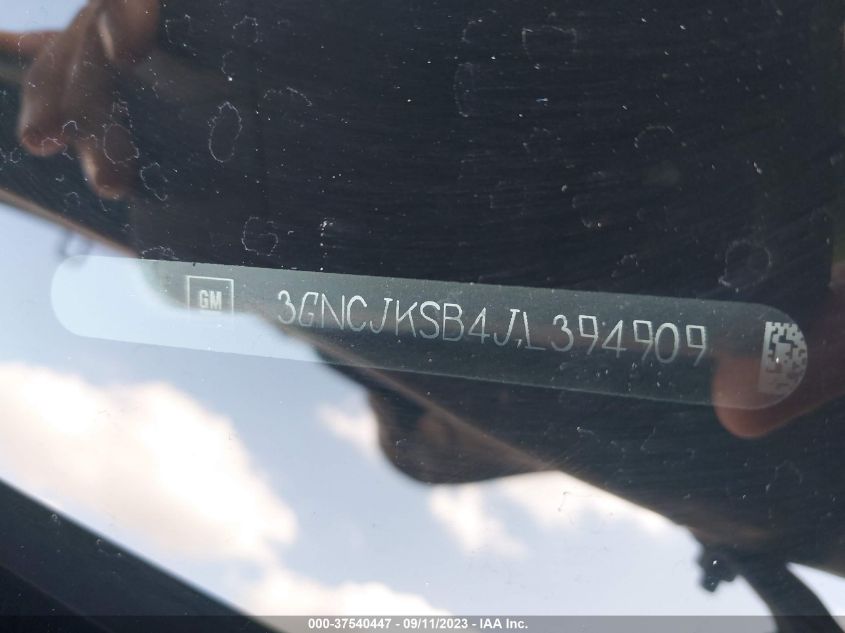 GM 3GNCJKSB4JL394909
000-37540447 - 09/11/2023 - IAA Inc.